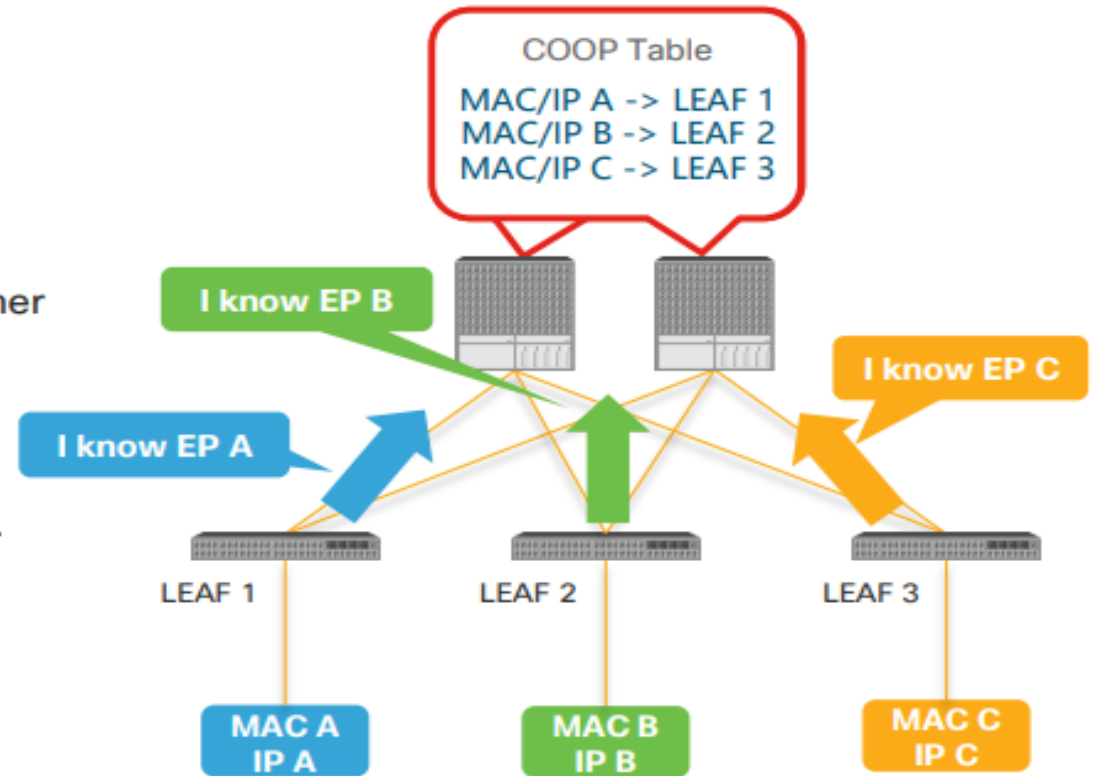 COOP Table
MAC/IP A -> LEAF 1
MAC/IP B -> LEAF 2
MAC/IP C -> LEAF 3
I know EP B
I know EP C
I know EP A
LEAF 1
LEAF 2
LEAF 3
MAC A
IP A
MAC B
IP B
MAC C
IP C